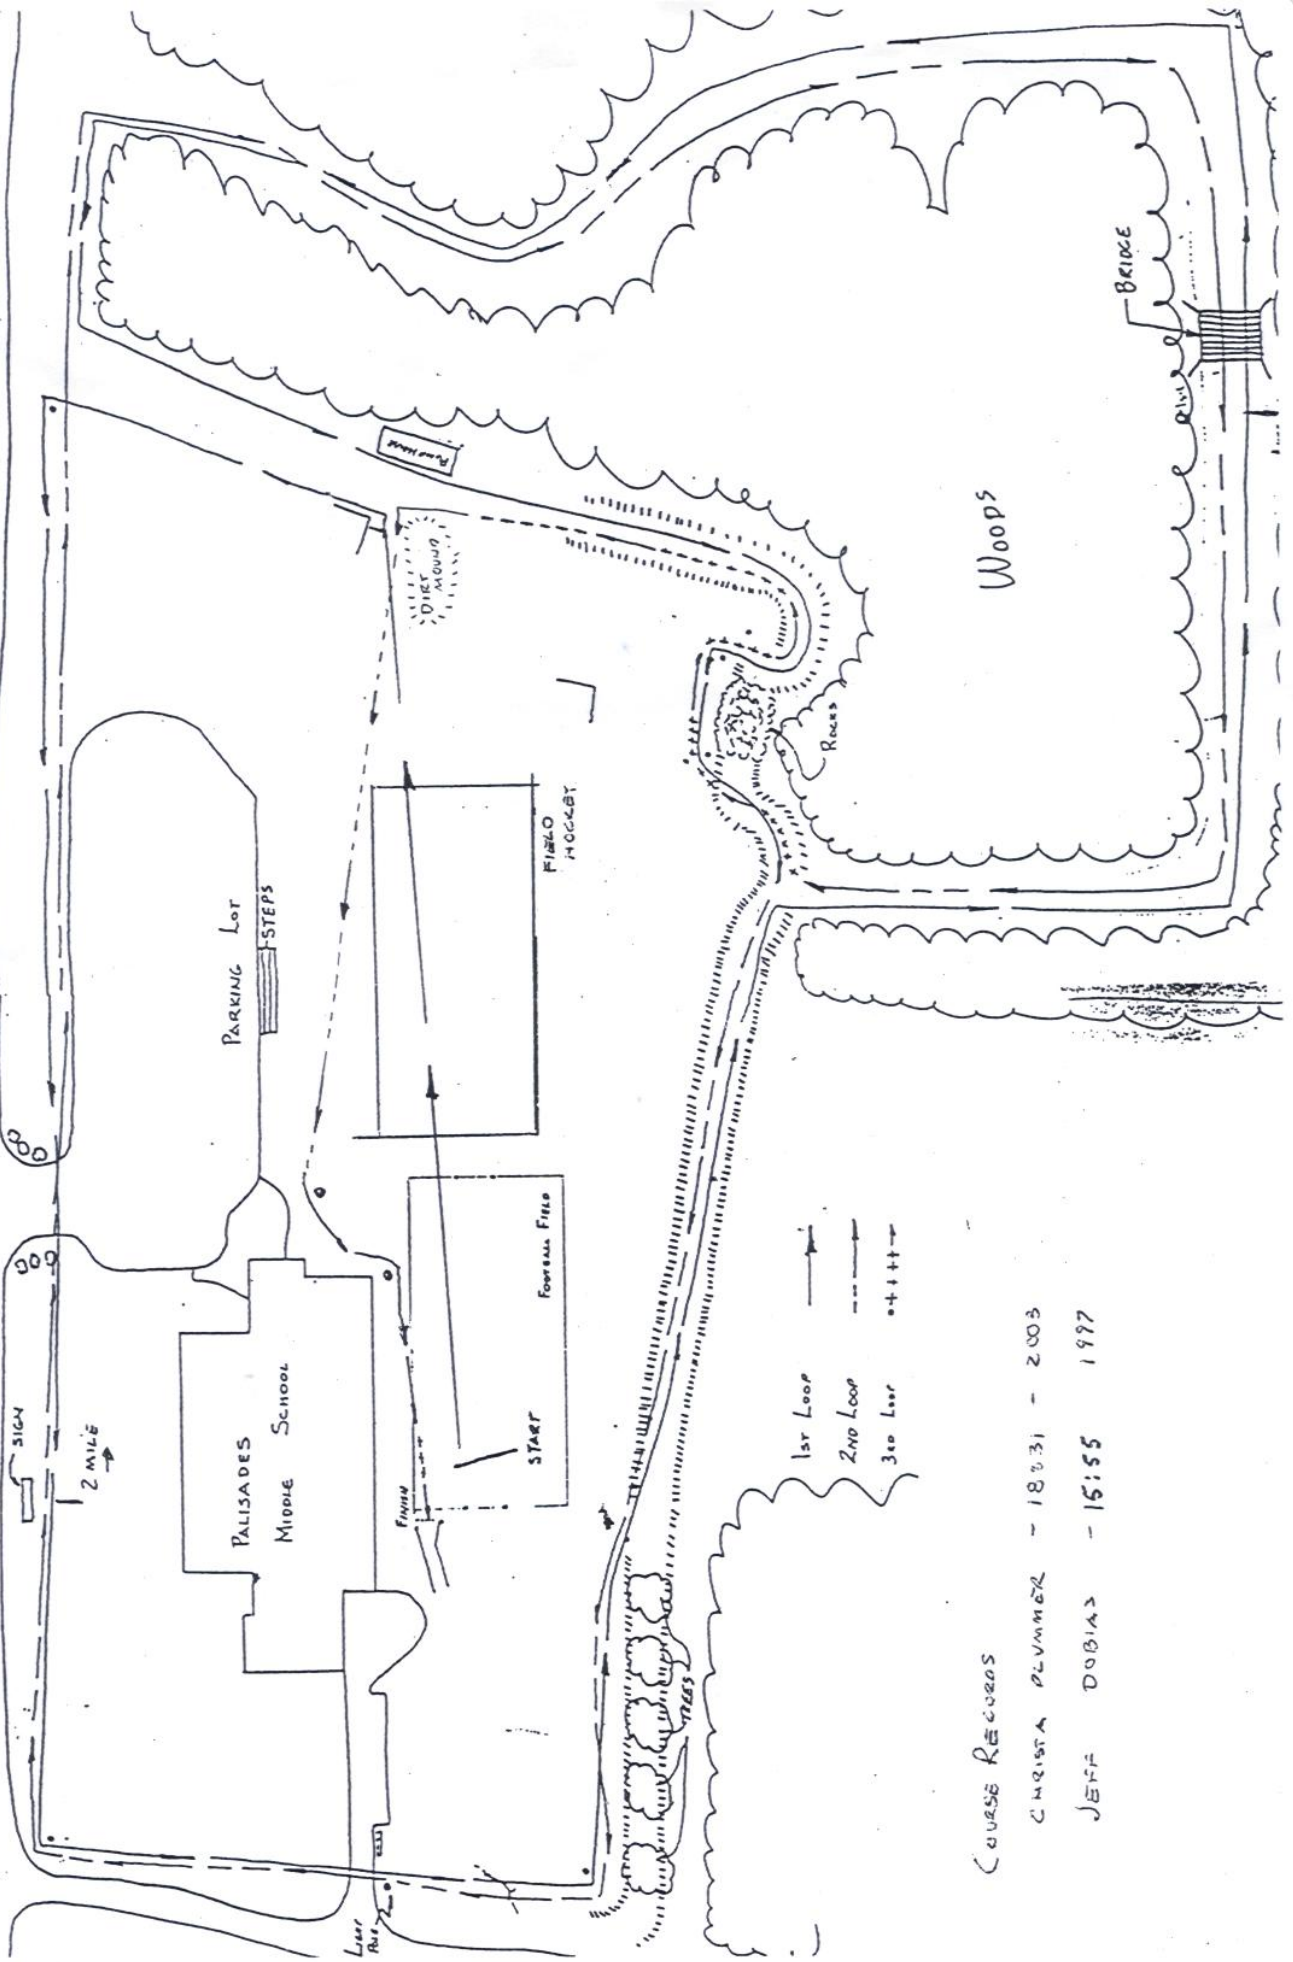 SIGN
2 MILE
PALISADES
MIDDLE SCHOOL
PARKING LOT
STEPS
FINISH
START
FOOTBALL FIELD
FIELD
HOCKEY
DIRT
MOUND
ROCKS
WOODS
BRIDGE
TREES
LIGHT
POLE
1ST LOOP
2ND LOOP
3RD LOOP
COURSE RECORDS
CHRISTA PLUMMER - 18:31 - 2003
JEFF DOBIAS - 15:55 1997